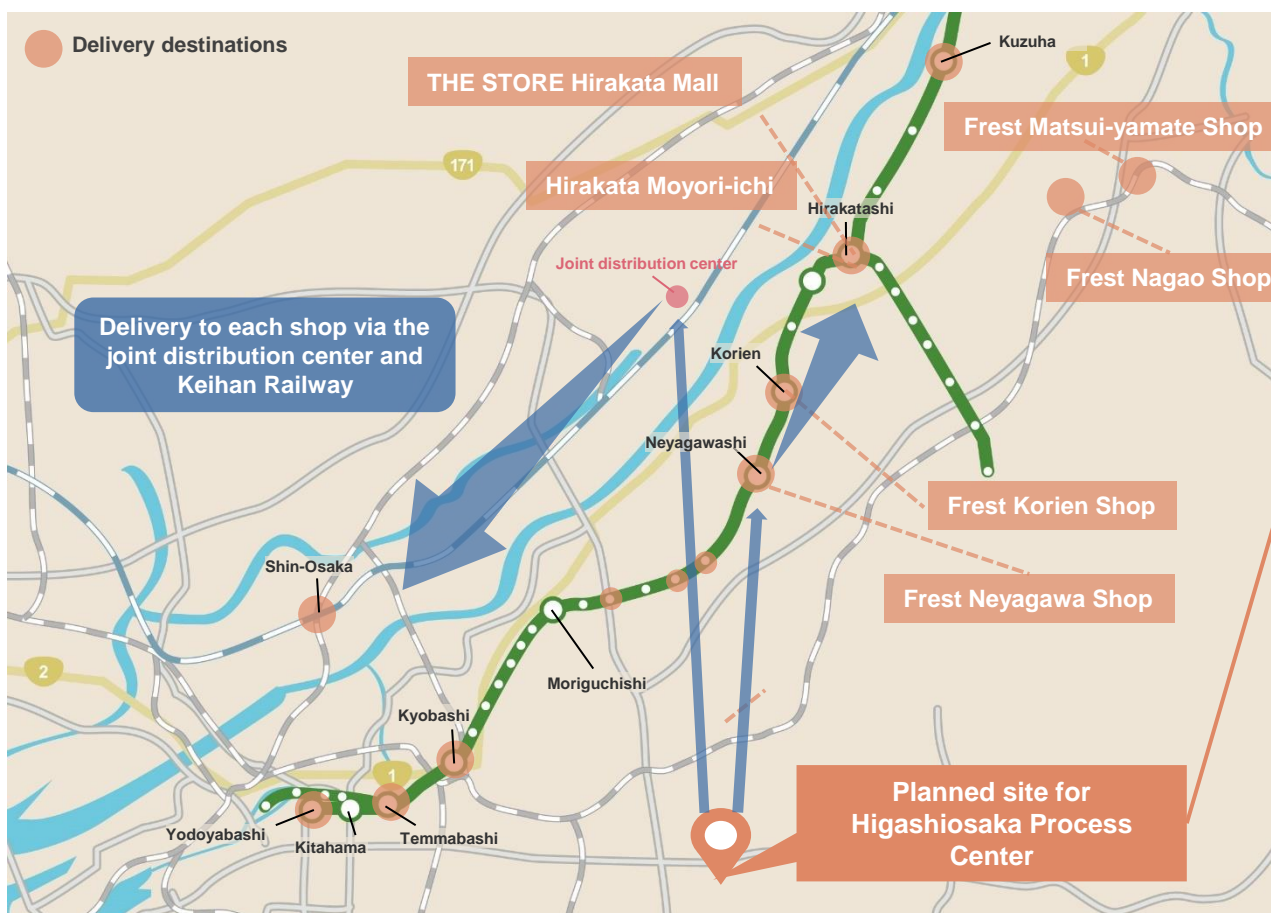 Delivery destinations
Kuzuha
1
THE STORE Hirakata Mall
Frest Matsui-yamate Shop
171
Hirakata Moyori-ichi
Hirakatashi
Joint distribution center
Frest Nagao Shop
Delivery to each shop via the
joint distribution center and
Keihan Railway
Korien
Neyagawashi
Frest Korien Shop
Shin-Osaka
Frest Neyagawa Shop
2
Moriguchishi
Kyobashi
1
Planned site for
Higashiosaka Process
Center
Yodoyabashi
Kitahama
Temmabashi